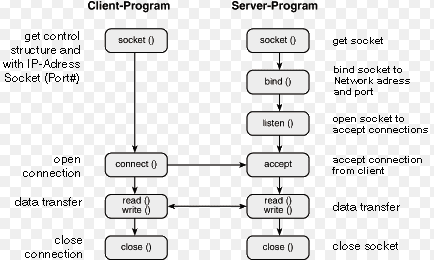 Client-Program Server-Program
get control
structure and
with IP-Adress
Socket (Port#)
socket ()
socket ()
get socket
bind ()
bind socket to
Network adress
and port
listen ()
open socket to
accept connections
open
connection
connect ()
accept
accept connection
from client
data transfer
read ()
write ()
read ()
write ()
data transfer
close
connection
close ()
close ()
close socket